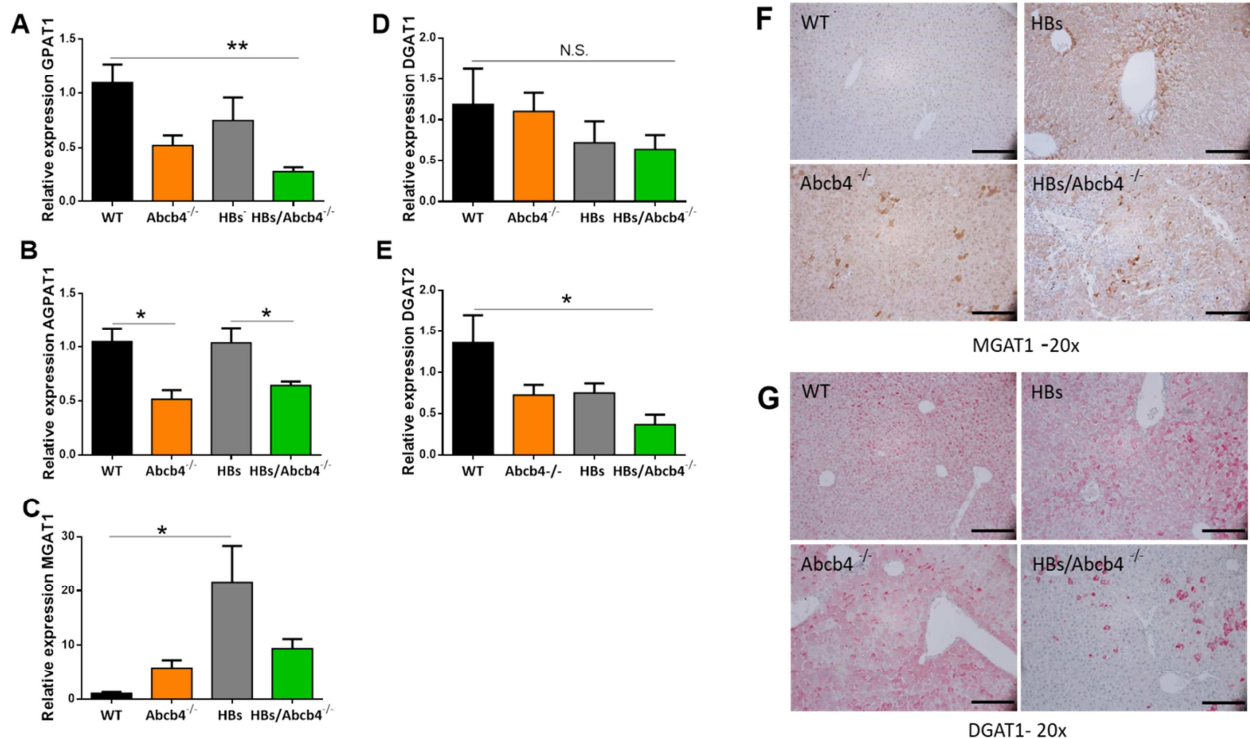 A
Relative expression GPAT1
1.5
1.0
0.5
0.0
**
WT
Abcb4-/-
HBs-
HBs/Abcb4-/-
B
Relative expression AGPAT1
1.5
1.0
0.5
0.0
*
*
WT
Abcb4-/-
HBs
HBs/Abcb4-/-
C
Relative expression MGAT1
30
20
10
0
*
WT
Abcb4-/-
HBs
HBs/Abcb4-/-
D
Relative expression DGAT1
2.0
1.5
1.0
0.5
0.0
N.S.
WT
Abcb4-/-
HBs
HBs/Abcb4-/-
E
Relative expression DGAT2
2.0
1.5
1.0
0.5
0.0
*
WT
Abcb4-/-
HBs
HBs/Abcb4-/-
F
WT
HBs
Abcb4 -/-
HBs/Abcb4 -/-
MGAT1 -20x
G
WT
HBs
Abcb4 -/-
HBs/Abcb4 -/-
DGAT1- 20x